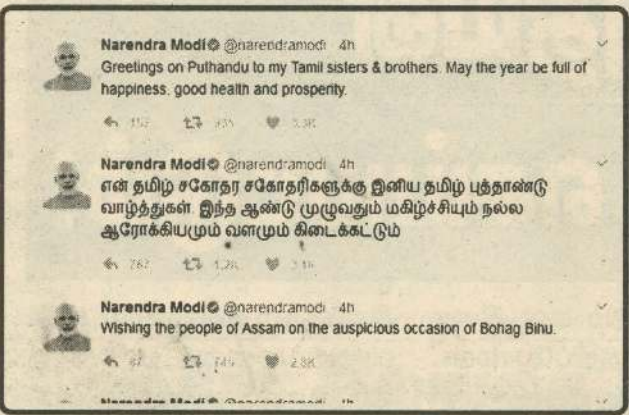 Narendra Modi @narendramodi 4h
Greetings on Puthandu to my Tamil sisters & brothers. May the year be full of
happiness, good health and prosperity.
Narendra Modi @narendramodi 4h
என் தமிழ் சகோதர சகோதரிகளுக்கு இனிய தமிழ் புத்தாண்டு
வாழ்த்துகள். இந்த ஆண்டு முழுவதும் மகிழ்ச்சியும் நல்ல
ஆரோக்கியமும் வளமும் கிடைக்கட்டும்
Narendra Modi @narendramodi 4h
Wishing the people of Assam on the auspicious occasion of Bohag Bihu.
2.8K